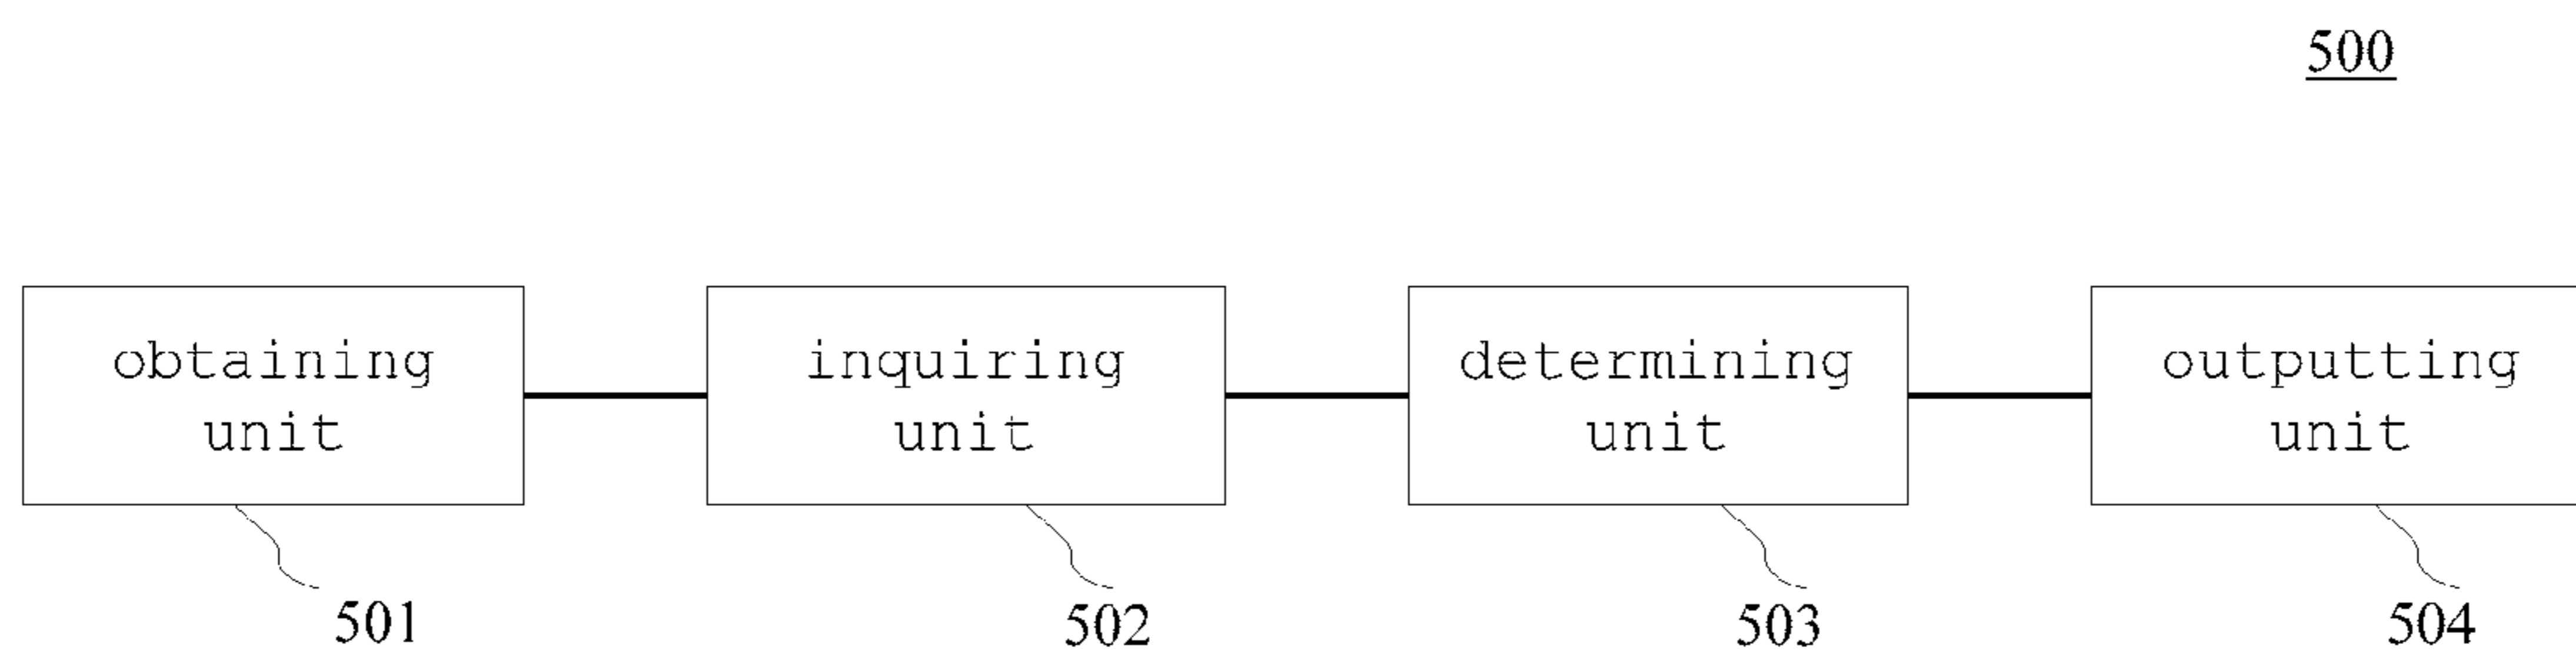 500
obtaining
unit
inquiring
unit
determining
unit
outputting
unit
501
502
503
504